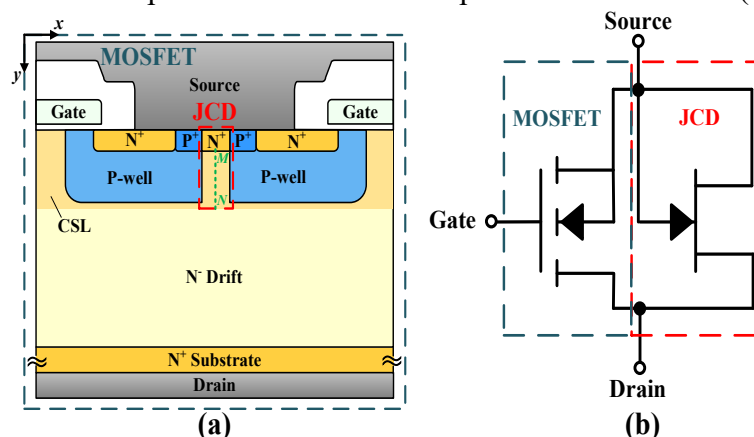 x
y
MOSFET
Source
Gate
JCD
Gate
N+
P+
N+
P+
N+
M
P-well
P-well
N
CSL
N- Drift
N+ Substrate
Drain
(a)
Source
MOSFET
JCD
Gate
Drain
(b)